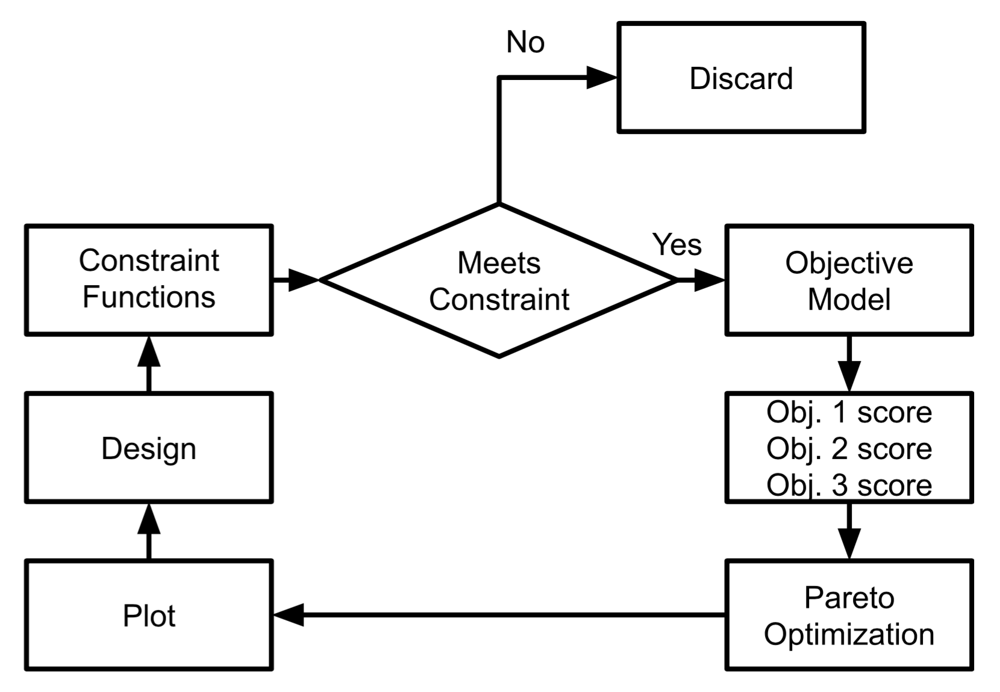 No
Discard
Constraint
Functions
Meets
Constraint
Yes
Objective
Model
Design
Obj. 1 score
Obj. 2 score
Obj. 3 score
Plot
Pareto
Optimization